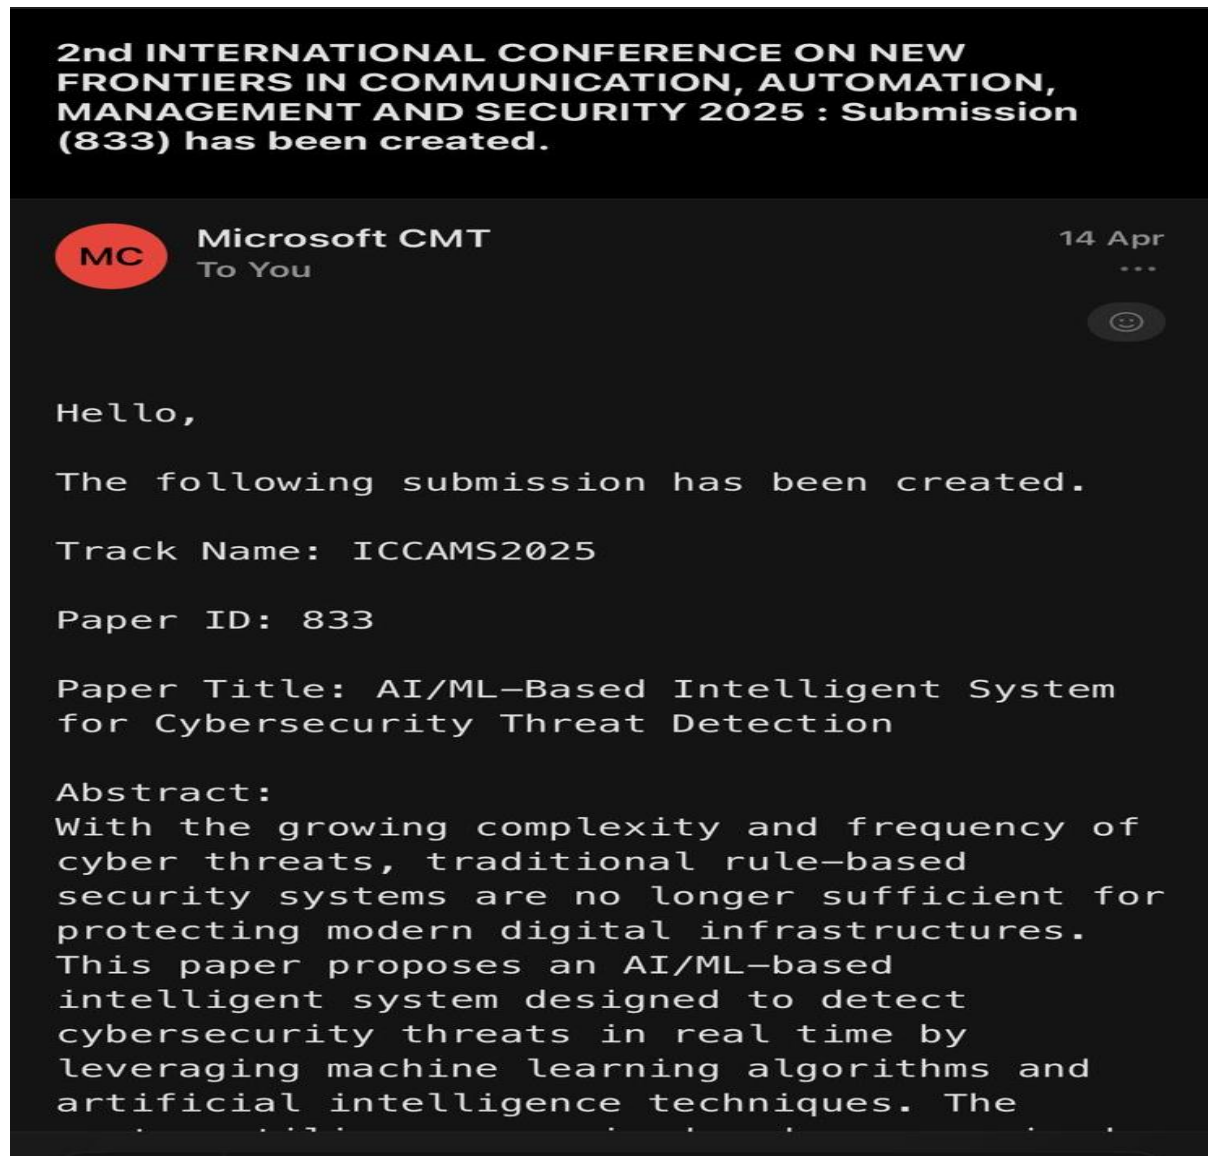 2nd INTERNATIONAL CONFERENCE ON NEW
FRONTIERS IN COMMUNICATION, AUTOMATION,
MANAGEMENT AND SECURITY 2025 : Submission
(833) has been created.
MC
Microsoft CMT
14 Apr
To You
Hello,
The following submission has been created.
Track Name: ICCAMS2025
Paper ID: 833
Paper Title: AI/ML–Based Intelligent System
for Cybersecurity Threat Detection
Abstract:
With the growing complexity and frequency of
cyber threats, traditional rule–based
security systems are no longer sufficient for
protecting modern digital infrastructures.
This paper proposes an AI/ML–based
intelligent system designed to detect
cybersecurity threats in real time by
leveraging machine learning algorithms and
artificial intelligence techniques. The